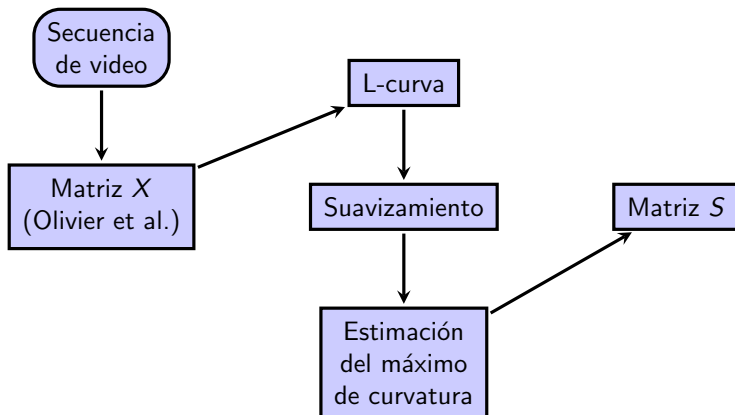 Secuencia
de video
Matriz X
(Olivier et al.)
L-curva
Suavizamiento
Estimación
del máximo
de curvatura
Matriz S